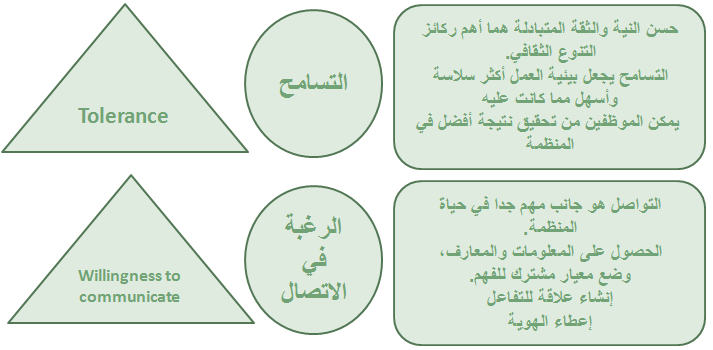 Tolerance
التسامح
حسن النية والثقة المتبادلة هما أهم ركائز
التنوع الثقافي.
التسامح يجعل بيئية العمل أكثر سلاسة
وأسهل مما كانت عليه
يمكن الموظفين من تحقيق نتيجة أفضل في
المنظمة
Willingness to
communicate
الرغبة
في
الاتصال
التواصل هو جانب مهم جدا في حياة
المنظمة.
الحصول على المعلومات والمعارف،
وضع معيار مشترك للفهم.
إنشاء علاقة للتفاعل
إعطاء الهوية